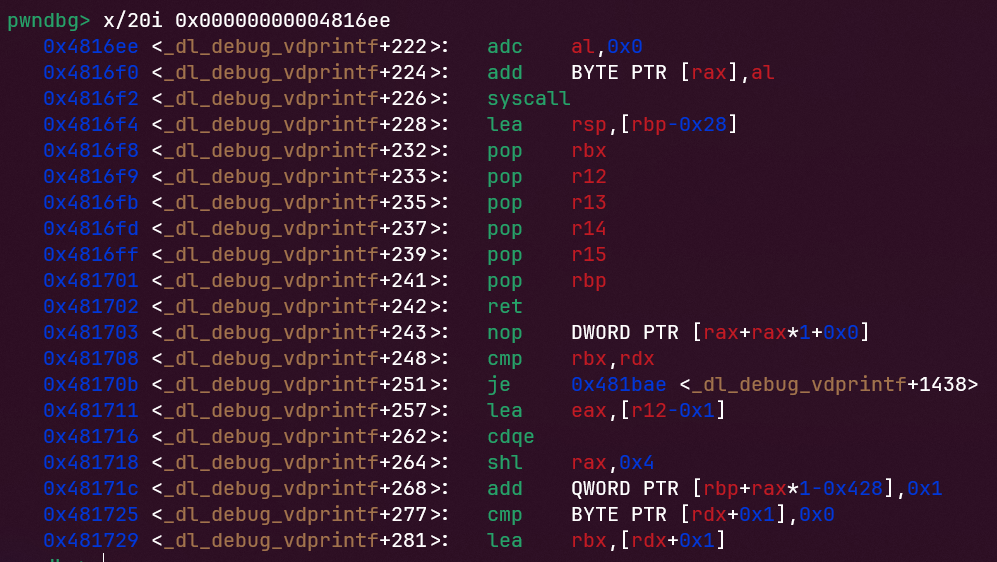 pwndbg> x/20i 0x00000000004816ee
0x4816ee <_dl_debug_vdprintf+222>: adc al,0x0
0x4816f0 <_dl_debug_vdprintf+224>: add BYTE PTR [rax],al
0x4816f2 <_dl_debug_vdprintf+226>: syscall
0x4816f4 <_dl_debug_vdprintf+228>: lea rsp,[rbp-0x28]
0x4816f8 <_dl_debug_vdprintf+232>: pop rbx
0x4816f9 <_dl_debug_vdprintf+233>: pop r12
0x4816fb <_dl_debug_vdprintf+235>: pop r13
0x4816fd <_dl_debug_vdprintf+237>: pop r14
0x4816ff <_dl_debug_vdprintf+239>: pop r15
0x481701 <_dl_debug_vdprintf+241>: pop rbp
0x481702 <_dl_debug_vdprintf+242>: ret
0x481703 <_dl_debug_vdprintf+243>: nop DWORD PTR [rax+rax*1+0x0]
0x481708 <_dl_debug_vdprintf+248>: cmp rbx,rdx
0x48170b <_dl_debug_vdprintf+251>: je 0x481bae <_dl_debug_vdprintf+1438>
0x481711 <_dl_debug_vdprintf+257>: lea eax,[r12-0x1]
0x481716 <_dl_debug_vdprintf+262>: cdqe
0x481718 <_dl_debug_vdprintf+264>: shl rax,0x4
0x48171c <_dl_debug_vdprintf+268>: add QWORD PTR [rbp+rax*1-0x428],0x1
0x481725 <_dl_debug_vdprintf+277>: cmp BYTE PTR [rdx+0x1],0x0
0x481729 <_dl_debug_vdprintf+281>: lea rbx,[rdx+0x1]